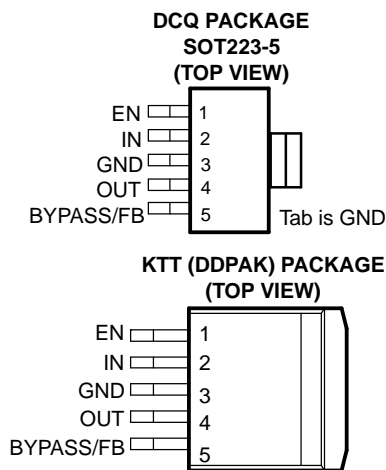 DCQ PACKAGE
SOT223-5
(TOP VIEW)
EN 1
IN 2
GND 3
OUT 4
BYPASS/FB 5
Tab is GND
KTT (DDPAK) PACKAGE
(TOP VIEW)
EN 1
IN 2
GND 3
OUT 4
BYPASS/FB 5